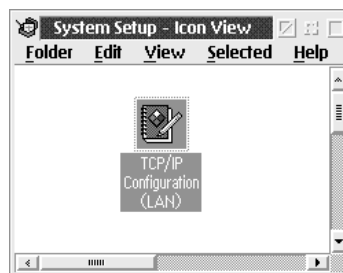 System Setup - Icon View
Folder Edit View Selected Help
TCP/IP
Configuration
(LAN)